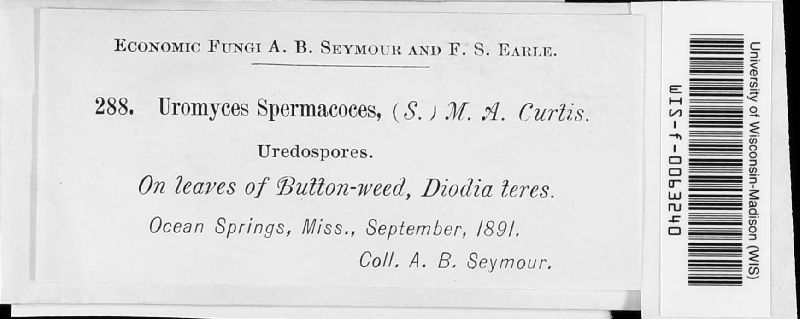 Economic Fungi A. B. Seymour and F. S. Earle.
288. Uromyces Spermacoces, (S.) M. A. Curtis.
Uredospores.
On leaves of Button-weed, Diodia teres.
Ocean Springs, Miss., September, 1891.
Coll. A. B. Seymour.
WIS-f-0093240
University of Wisconsin-Madison (WIS)